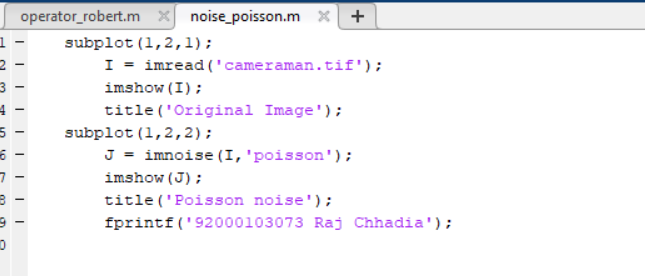 operator_robert.m × noise_poisson.m × +
1 – subplot(1,2,1);
2 – I = imread('cameraman.tif');
3 – imshow(I);
4 – title('Original Image');
5 – subplot(1,2,2);
6 – J = imnoise(I,'poisson');
7 – imshow(J);
8 – title('Poisson noise');
9 – fprintf('92000103073 Raj Chhadia');
0